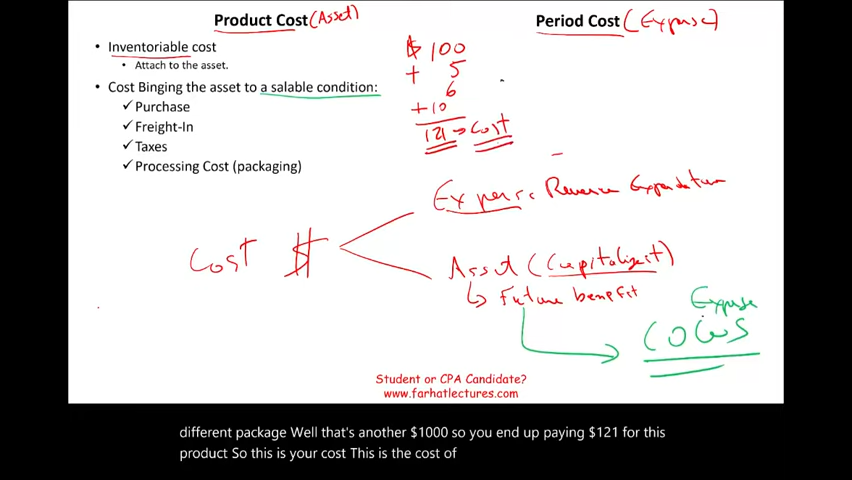 Product Cost (Asset)
Period Cost (Expense)
• Inventoriable cost
• Attach to the asset.
• Cost Binging the asset to a salable condition:
✓ Purchase
✓ Freight-In
✓ Taxes
✓ Processing Cost (packaging)
$ 100
+ 5
6
+ 10
121 → Cost
Expense: Revenue Expenditure
Cost $
Asset (Capitalized)
Future benefit
Expense
COGS
Student or CPA Candidate?
www.farhatlectures.com
different package Well that's another $1000 so you end up paying $121 for this
product So this is your cost This is the cost of